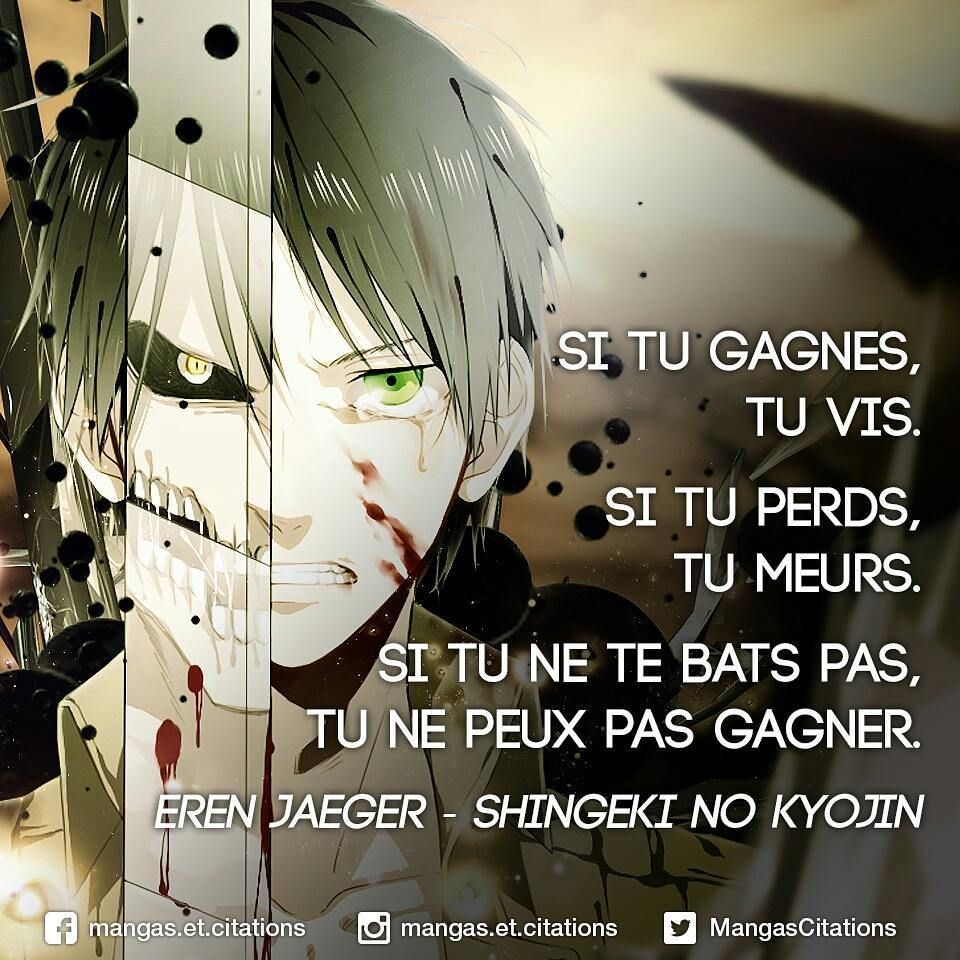 SI TU GAGNES,
TU VIS.
SI TU PERDS,
TU MEURS.
SI TU NE TE BATS PAS,
TU NE PEUX PAS GAGNER.
EREN JAEGER - SHINGEKI NO KYOJIN
mangas.et.citations mangas.et.citations MangasCitations